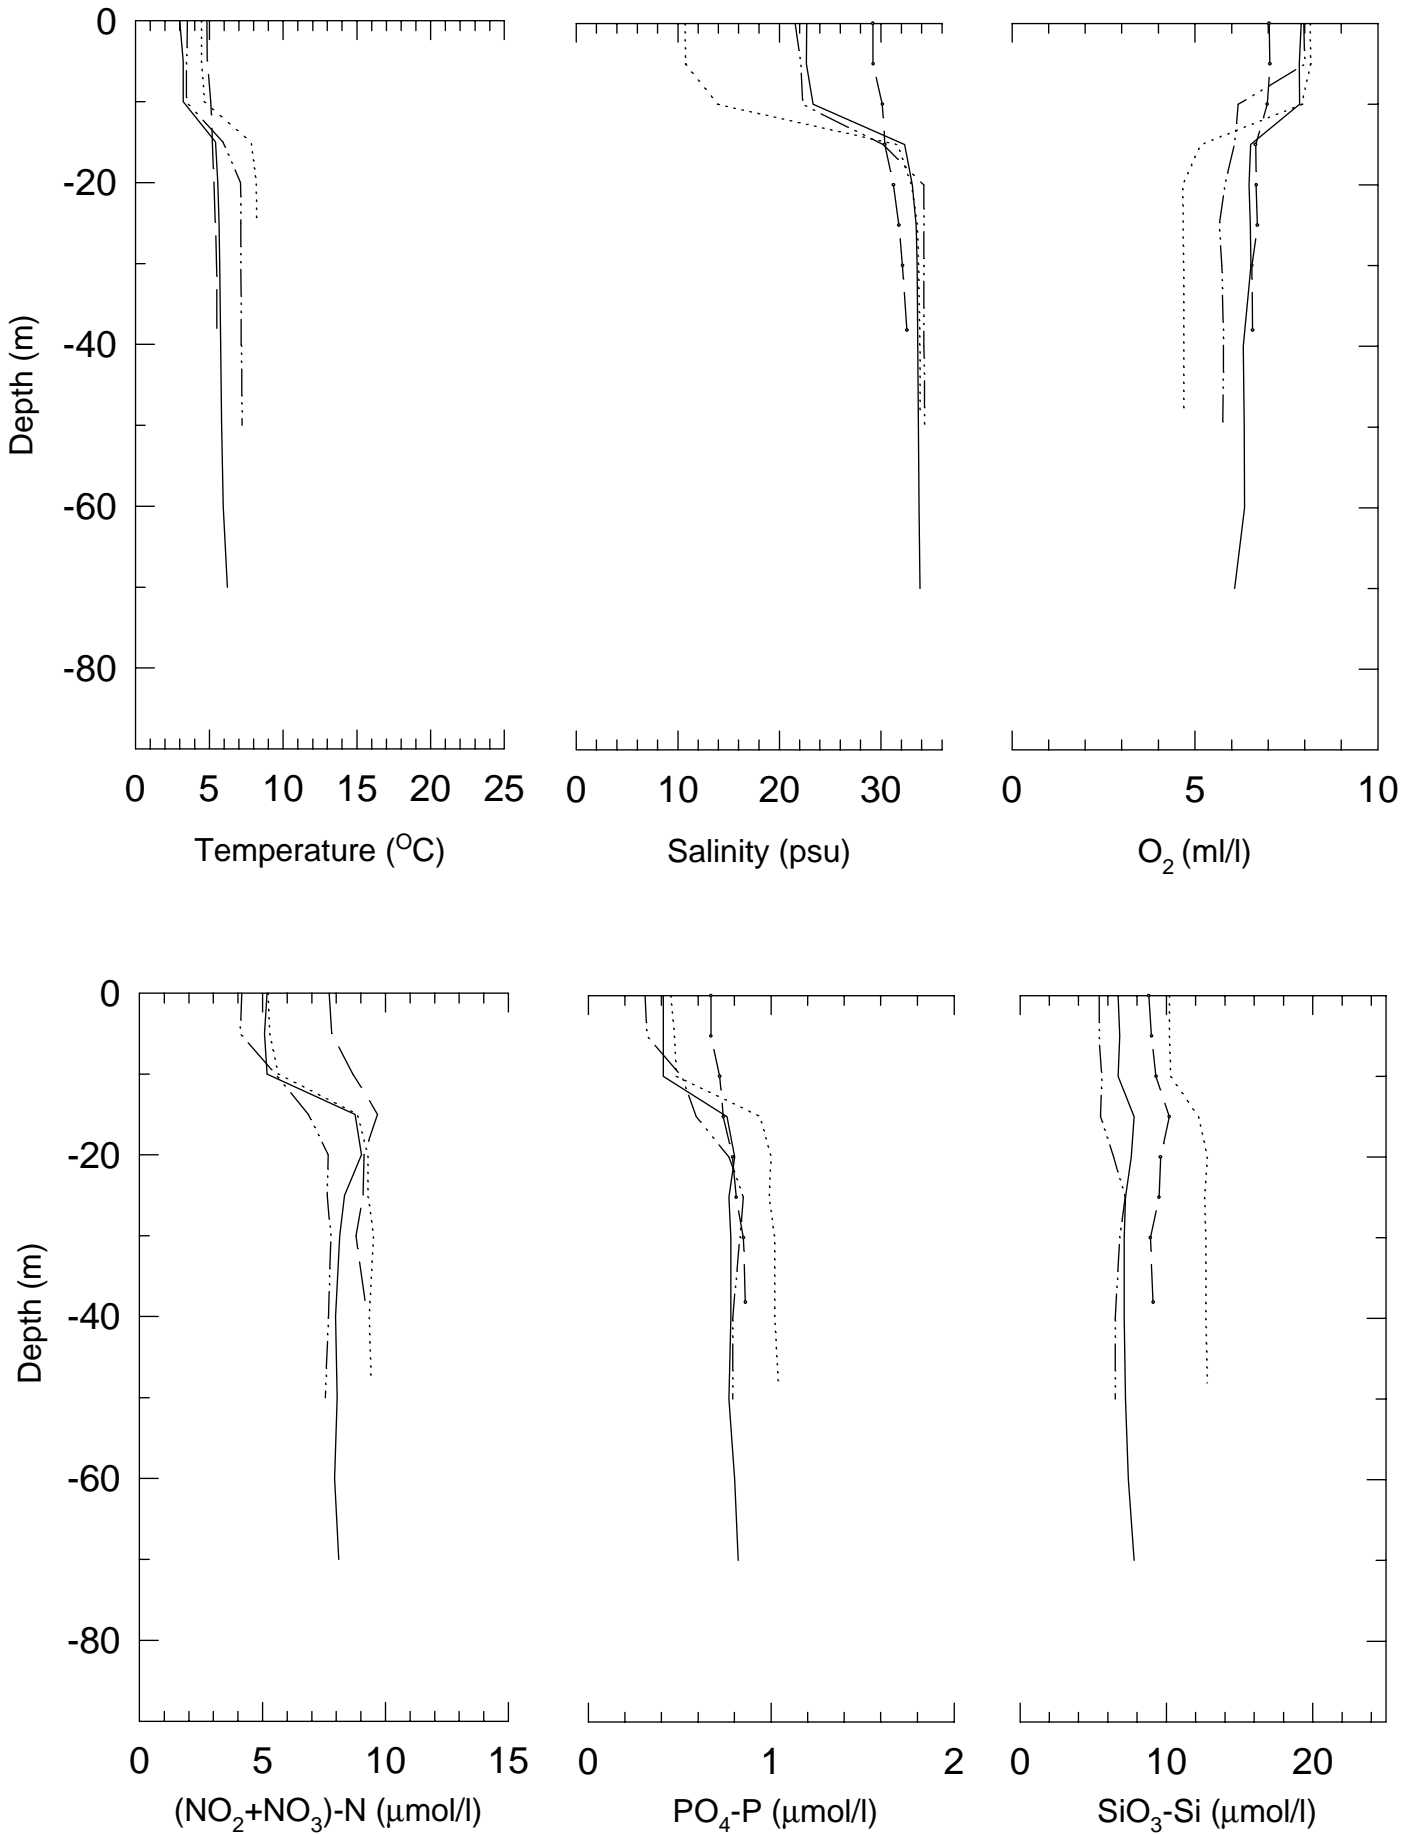 0
-20
-40
-60
-80
Depth (m)
0 5 10 15 20 25
Temperature (OC)
0 20 30
Salinity (psu)
0 5 10
O2 (ml/l)
0
-20
-40
-60
-80
Depth (m)
0 5 10 15
(NO2+NO3)-N (μmol/l)
0 1 2
PO4-P (μmol/l)
0 10 20
SiO3-Si (μmol/l)